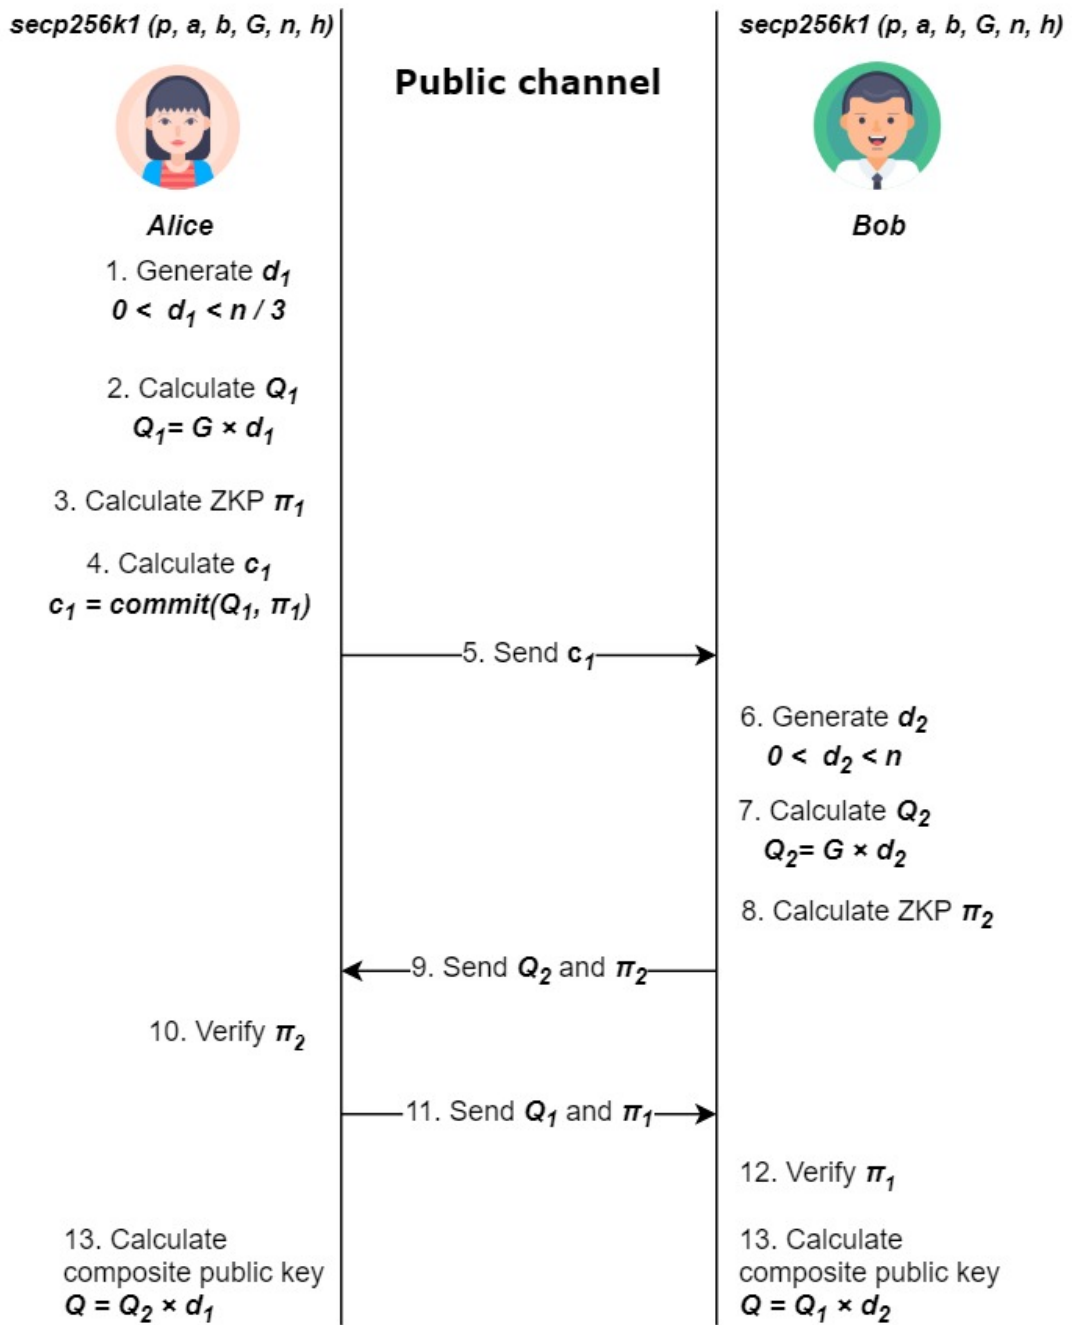 secp256k1 (p, a, b, G, n, h)
secp256k1 (p, a, b, G, n, h)
Public channel
Alice
Bob
1. Generate d₁
0 < d₁ < n / 3
2. Calculate Q₁
Q₁= G × d₁
3. Calculate ZKP π₁
4. Calculate c₁
c₁ = commit(Q₁, π₁)
5. Send c₁
6. Generate d₂
0 < d₂ < n
7. Calculate Q₂
Q₂= G × d₂
8. Calculate ZKP π₂
9. Send Q₂ and π₂
10. Verify π₂
11. Send Q₁ and π₁
12. Verify π₁
13. Calculate
composite public key
Q = Q₂ × d₁
13. Calculate
composite public key
Q = Q₁ × d₂